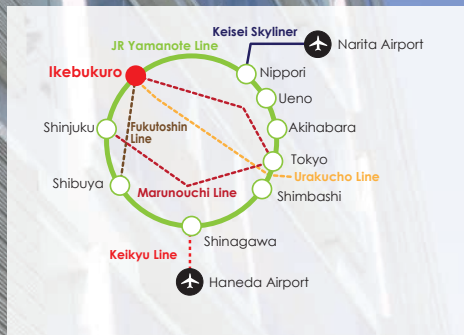 Keisei Skyliner
JR Yamanote Line
Narita Airport
Ikebukuro
Nippori
Ueno
Shinjuku
Fukutoshin
Line
Akihabara
Tokyo
Urakucho Line
Shibuya
Marunouchi Line
Shimbashi
Shinagawa
Keikyu Line
Haneda Airport